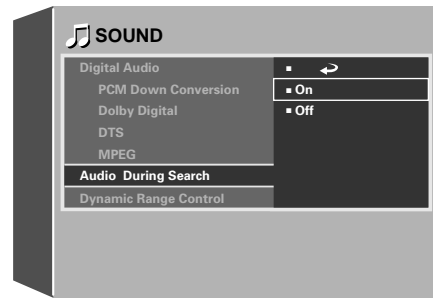 SOUND
Digital Audio
PCM Down Conversion
On
Dolby Digital
Off
DTS
MPEG
Audio During Search
Dynamic Range Control